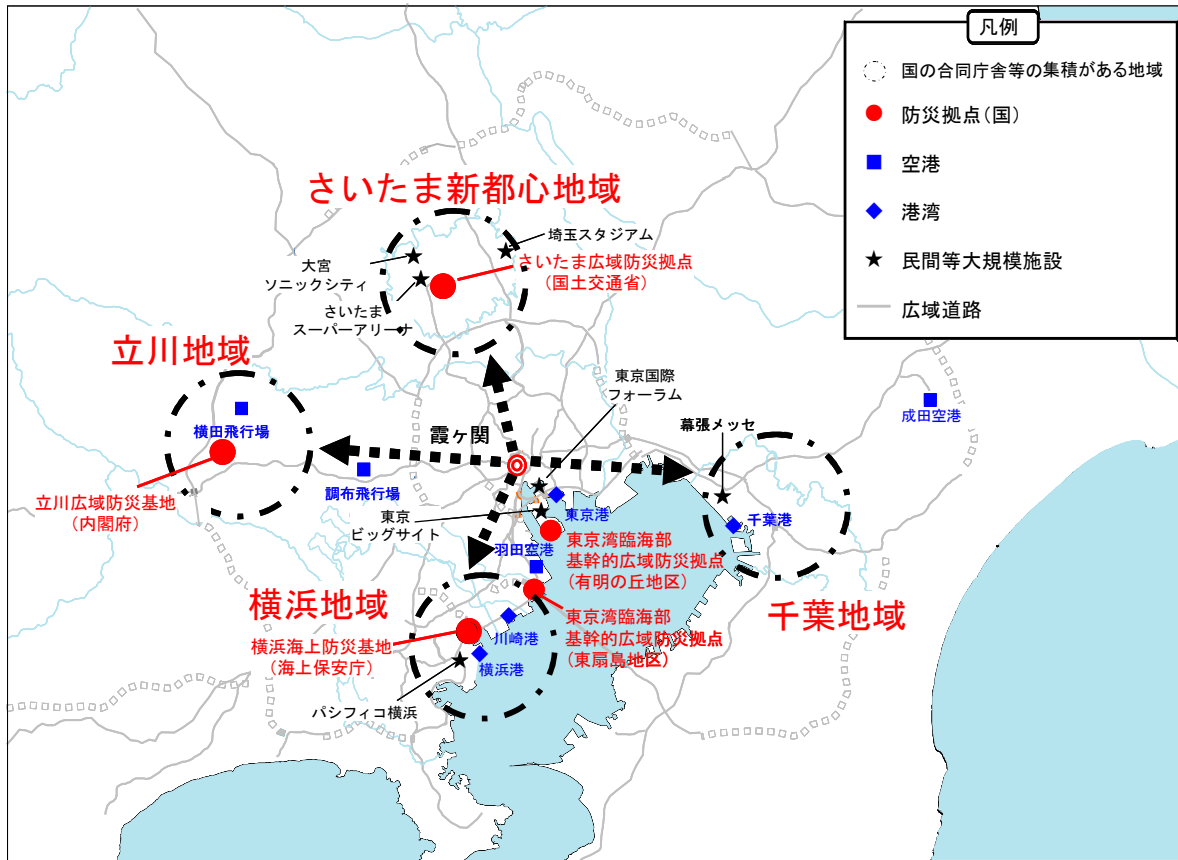 凡例
国の合同庁舎等の集積がある地域
防災拠点(国)
空港
港湾
民間等大規模施設
広域道路
さいたま新都心地域
埼玉スタジアム
大宮
ソニックシティ
さいたま広域防災拠点
(国土交通省)
さいたま
スーパーアリーナ
立川地域
横田飛行場
立川広域防災基地
(内閣府)
調布飛行場
霞ヶ関
東京国際
フォーラム
成田空港
幕張メッセ
東京港
東京
ビッグサイト
千葉港
羽田空港
東京湾臨海部
基幹的広域防災拠点
(有明の丘地区)
千葉地域
横浜地域
東京湾臨海部
基幹的広域防災拠点
(東扇島地区)
川崎港
横浜海上防災基地
(海上保安庁)
横浜港
パシフィコ横浜